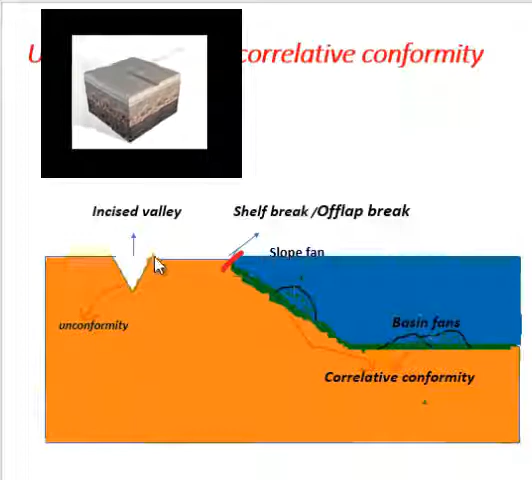 correlative conformity
Incised valley
Shelf break /Offlap break
Slope fan
unconformity
Basin fans
Correlative conformity